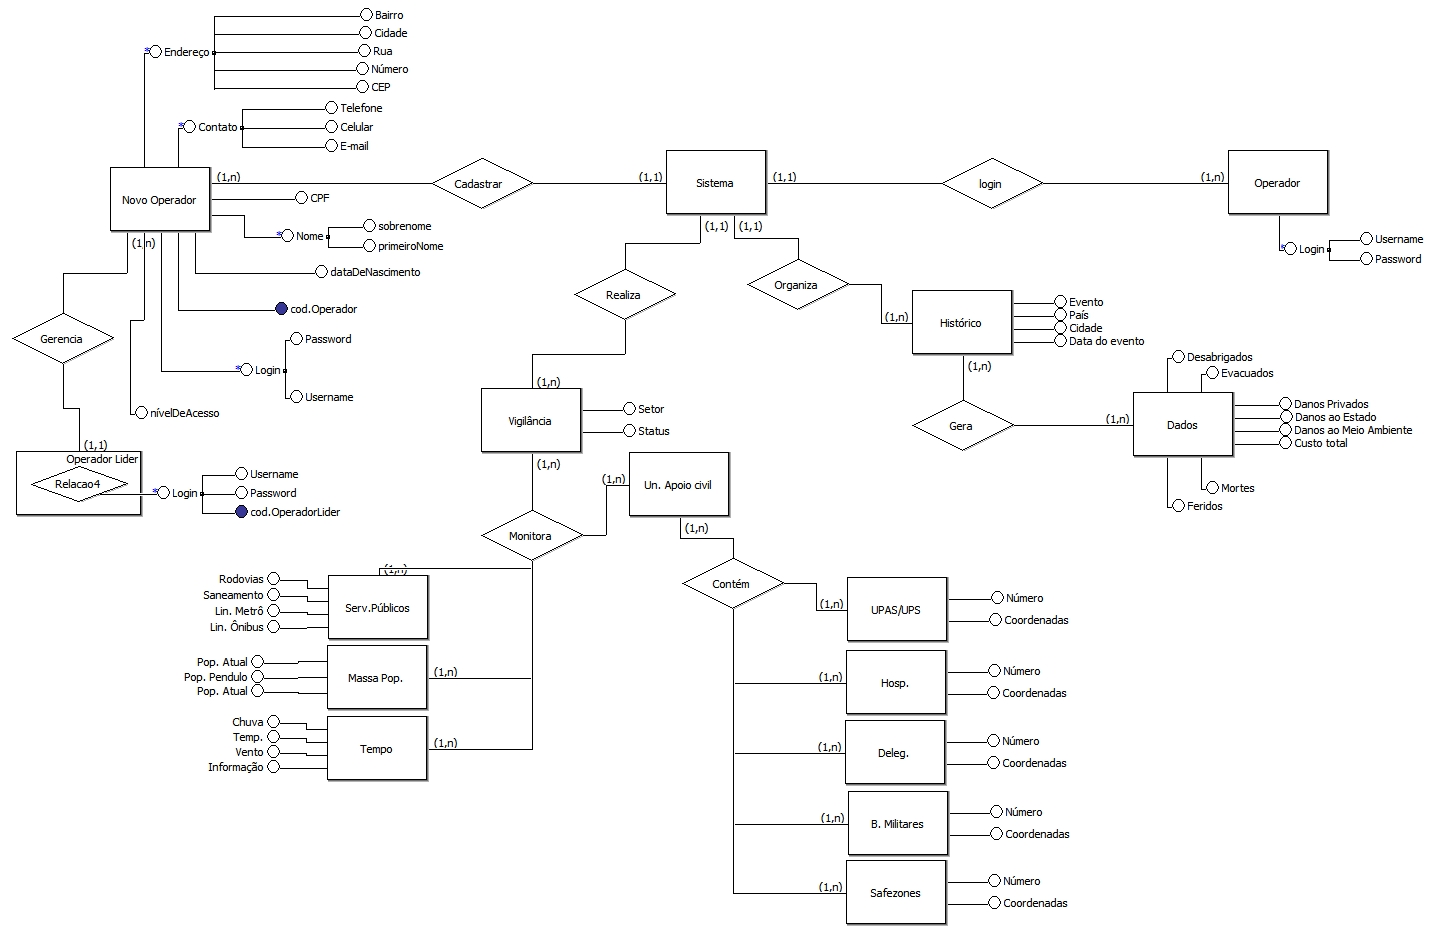 Bairro
Cidade
Endereço
Rua
Número
CEP
Telefone
Contato
Celular
E-mail
Novo Operador
(1,n)
Cadastrar
(1,1)
Sistema
(1,1)
login
(1,n)
Operador
CPF
sobrenome
Nome
primeiroNome
(1,1)
(1,1)
Username
Login
Password
(1,n)
dataDeNascimento
cod.Operador
Realiza
Organiza
Gerencia
Password
Login
Username
nívelDeAcesso
(1,n)
Histórico
Evento
País
Cidade
Data do evento
(1,n)
Desabrigados
Evacuados
Gera
(1,n)
Dados
Danos Privados
Danos ao Estado
Danos ao Meio Ambiente
Custo total
Mortes
Feridos
(1,n)
Vigilância
Setor
Status
(1,n)
(1,1)
Operador Lider
Relacao4
Username
Login
Password
cod.OperadorLider
(1,n)
Un. Apoio civil
(1,n)
Monitora
Contém
(1,n)
Rodovias
Saneamento
Lin. Metrô
Lin. Ônibus
Serv.Públicos
Pop. Atual
Pop. Pendulo
Pop. Atual
Massa Pop.
(1,n)
Chuva
Temp.
Vento
Informação
Tempo
(1,n)
(1,n)
UPAS/UPS
Número
Coordenadas
(1,n)
Hosp.
Número
Coordenadas
(1,n)
Deleg.
Número
Coordenadas
(1,n)
B. Militares
Número
Coordenadas
(1,n)
Safezones
Número
Coordenadas